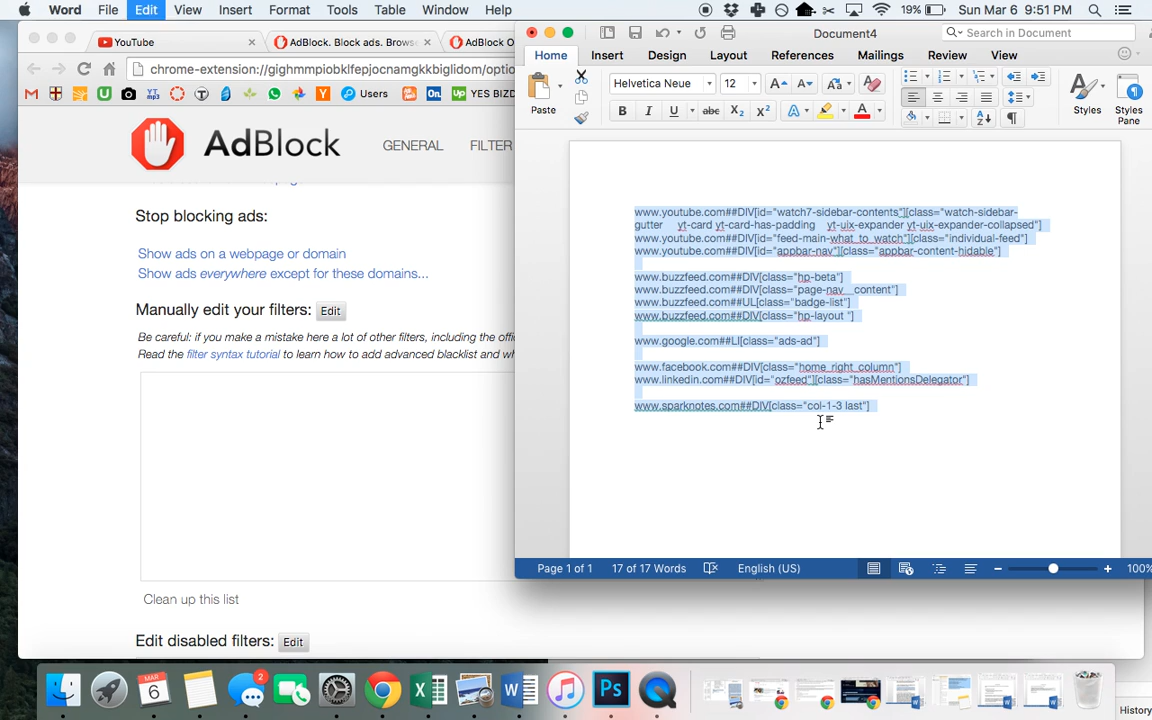 Word File Edit View Insert Format Tools Table Window Help 19% Sun Mar 6 9:51 PM
YouTube
AdBlock. Block ads. Brows
AdBlock O
chrome-extension://gighmmpiobklfepjocnamgkkbiglidom/optio
Users
YES BIZD
AdBlock
GENERAL FILTER
Stop blocking ads:
Show ads on a webpage or domain
Show ads everywhere except for these domains...
Manually edit your filters: Edit
Be careful: if you make a mistake here a lot of other filters, including the offic
Read the filter syntax tutorial to learn how to add advanced blacklist and wh
Clean up this list
Edit disabled filters: Edit
Document4
Search in Document
Home Insert Design Layout References Mailings Review View
Paste
Helvetica Neue 12
Styles
Styles Pane
www.youtube.com##DIV[id="watch7-sidebar-contents"][class="watch-sidebar-
gutter yt-card yt-card-has-padding yt-uix-expander yt-uix-expander-collapsed"]
www.youtube.com##DIV[id="feed-main-what_to_watch"][class="individual-feed"]
www.youtube.com##DIV[id="appbar-nav"][class="appbar-content-hidable"]
www.buzzfeed.com##DIV[class="hp-beta"]
www.buzzfeed.com##DIV[class="page-nav__content"]
www.buzzfeed.com##UL[class="badge-list"]
www.buzzfeed.com##DIV[class="hp-layout "]
www.google.com##LI[class="ads-ad"]
www.facebook.com##DIV[class="home_right_column"]
www.linkedin.com##DIV[id="ozfeed"][class="hasMentionsDelegator"]
www.sparknotes.com##DIV[class="col-1-3 last"]
Page 1 of 1 17 of 17 Words English (US) 100%
MAR
6
2
Ps
History